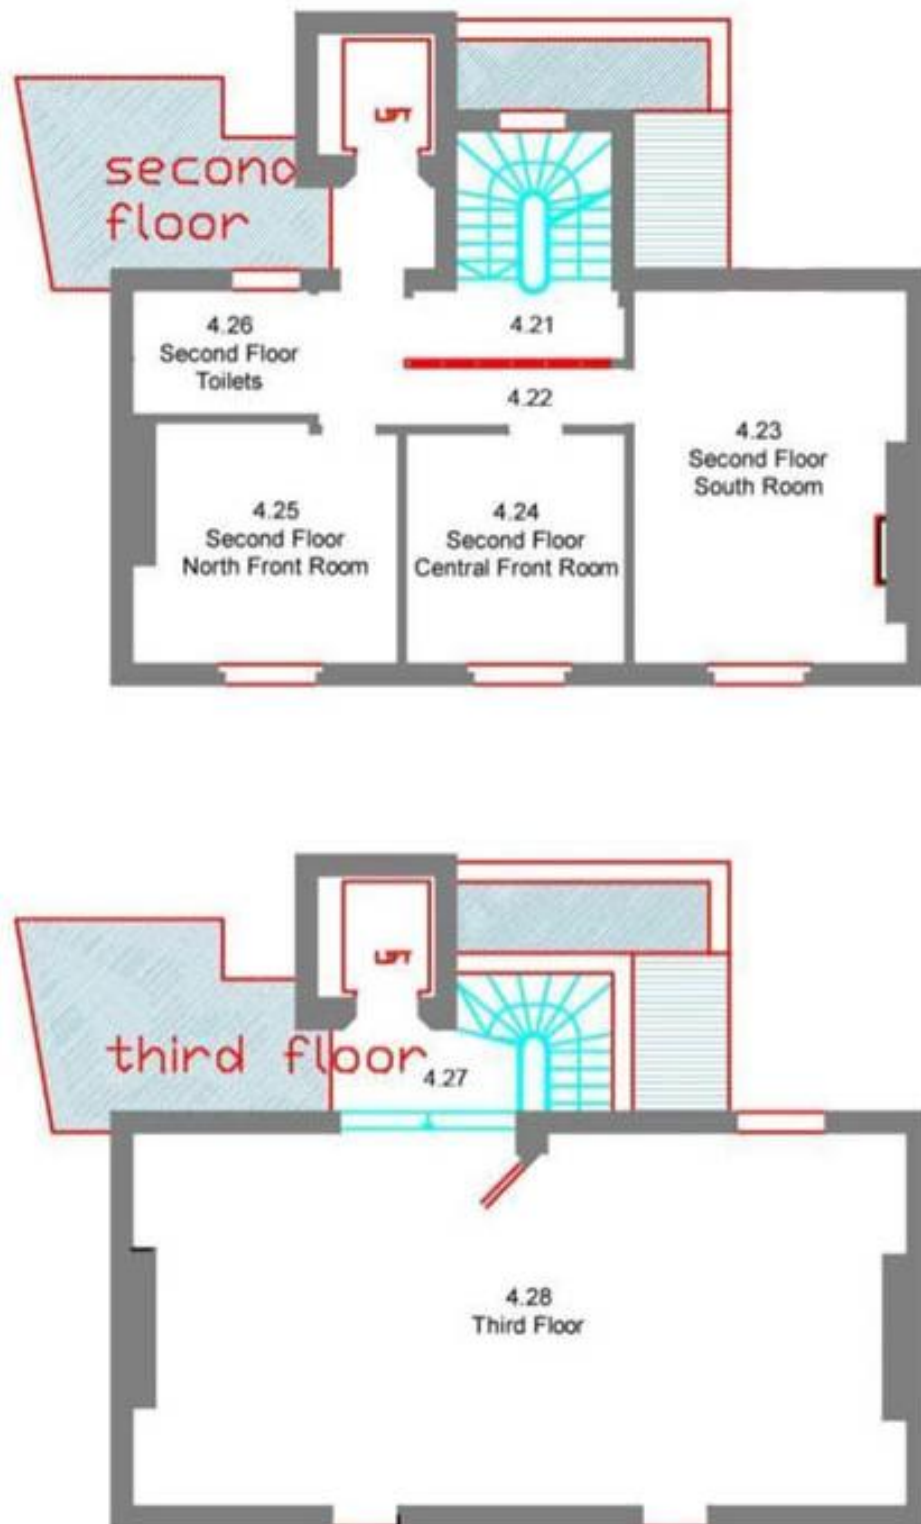 LIFT
second
floor
4.26
Second Floor
Toilets
4.21
4.22
4.23
Second Floor
South Room
4.25
Second Floor
North Front Room
4.24
Second Floor
Central Front Room
LIFT
third floor
4.27
4.28
Third Floor